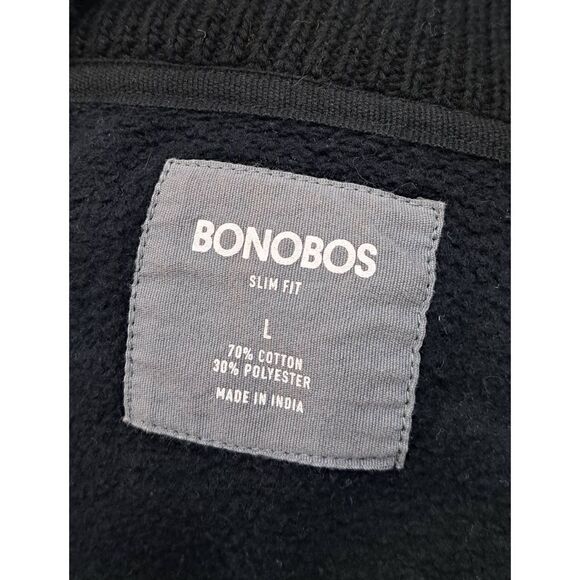 BONOBOS
SLIM FIT
L
70% COTTON
30% POLYESTER
MADE IN INDIA